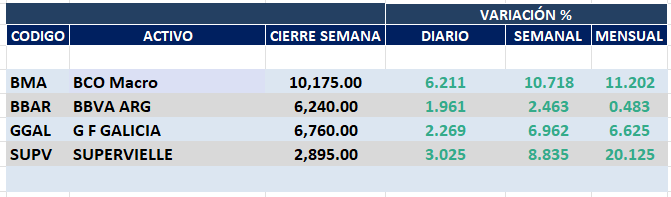 VARIACIÓN %
CODIGO ACTIVO CIERRE SEMANA DIARIO SEMANAL MENSUAL
BMA BCO Macro 10,175.00 6.211 10.718 11.202
BBAR BBVA ARG 6,240.00 1.961 2.463 0.483
GGAL G F GALICIA 6,760.00 2.269 6.962 6.625
SUPV SUPERVIELLE 2,895.00 3.025 8.835 20.125